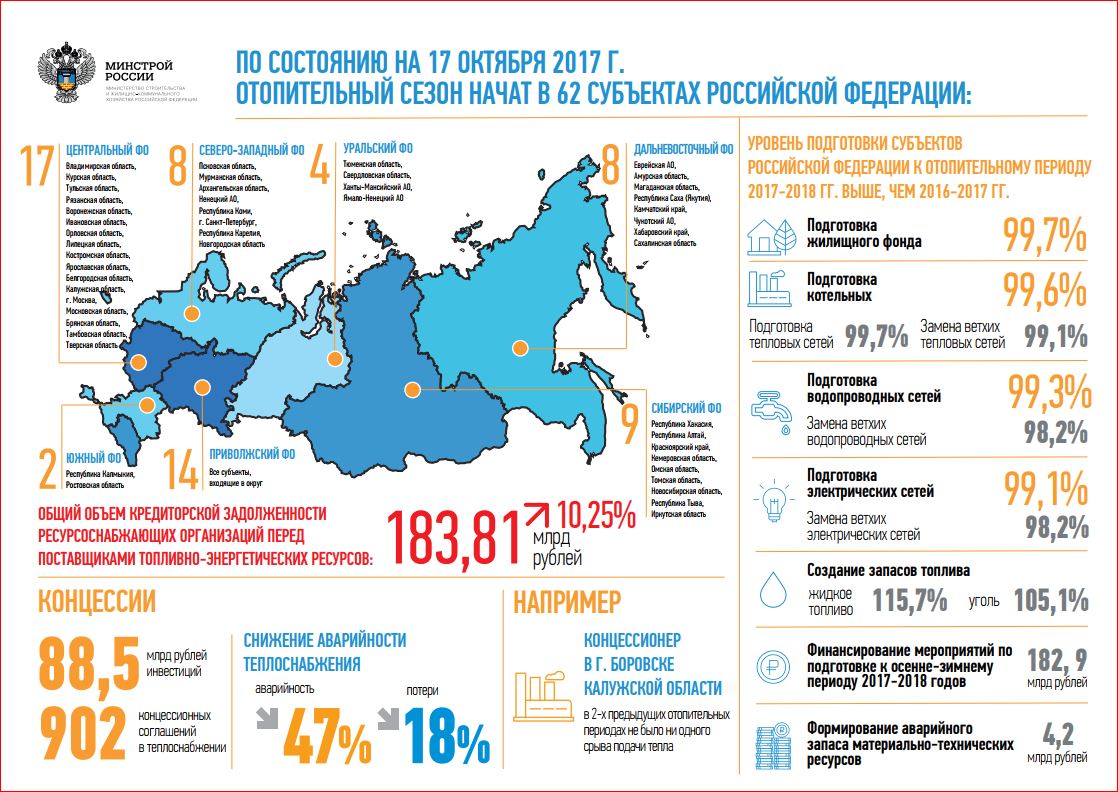 МИНСТРОЙ
РОССИИ
МИНИСТЕРСТВО СТРОИТЕЛЬСТВА
И ЖИЛИЩНО-КОММУНАЛЬНОГО
ХОЗЯЙСТВА РОССИЙСКОЙ ФЕДЕРАЦИИ
ПО СОСТОЯНИЮ НА 17 ОКТЯБРЯ 2017 Г.
ОТОПИТЕЛЬНЫЙ СЕЗОН НАЧАТ В 62 СУБЪЕКТАХ РОССИЙСКОЙ ФЕДЕРАЦИИ:
17
ЦЕНТРАЛЬНЫЙ ФО
Владимирская область,
Курская область,
Тульская область,
Рязанская область,
Воронежская область,
Ивановская область,
Орловская область,
Липецкая область,
Костромская область,
Ярославская область,
Белгородская область,
Калужская область,
г. Москва,
Московская область,
Брянская область,
Тамбовская область,
Тверская область
8
СЕВЕРО-ЗАПАДНЫЙ ФО
Псковская область,
Мурманская область,
Архангельская область,
Ненецкий АО,
Республика Коми,
г. Санкт-Петербург,
Республика Карелия,
Новгородская область
4
УРАЛЬСКИЙ ФО
Тюменская область,
Свердловская область,
Ханты-Мансийский АО,
Ямало-Ненецкий АО
8
ДАЛЬНЕВОСТОЧНЫЙ ФО
Еврейская АО,
Амурская область,
Магаданская область,
Республика Саха (Якутия),
Камчатский край,
Чукотский АО,
Хабаровский край,
Сахалинская область
2
ЮЖНЫЙ ФО
Республика Калмыкия,
Ростовская область
14
ПРИВОЛЖСКИЙ ФО
Все субъекты,
входящие в округ
9
СИБИРСКИЙ ФО
Республика Хакасия,
Республика Алтай,
Красноярский край,
Кемеровская область,
Омская область,
Томская область,
Новосибирская область,
Республика Тыва,
Иркутская область
ОБЩИЙ ОБЪЕМ КРЕДИТОРСКОЙ ЗАДОЛЖЕННОСТИ
РЕСУРСОСНАБЖАЮЩИХ ОРГАНИЗАЦИЙ ПЕРЕД
ПОСТАВЩИКАМИ ТОПЛИВНО-ЭНЕРГЕТИЧЕСКИХ РЕСУРСОВ:
183,81
10,25%
млрд
рублей
КОНЦЕССИИ
88,5
млрд рублей
инвестиций
902
концессионных
соглашений
в теплоснабжении
СНИЖЕНИЕ АВАРИЙНОСТИ
ТЕПЛОСНАБЖЕНИЯ
аварийность
47%
потери
18%
НАПРИМЕР
КОНЦЕССИОНЕР
В Г. БОРОВСКЕ
КАЛУЖСКОЙ ОБЛАСТИ
в 2-х предыдущих отопительных
периодах не было ни одного
срыва подачи тепла
УРОВЕНЬ ПОДГОТОВКИ СУБЪЕКТОВ
РОССИЙСКОЙ ФЕДЕРАЦИИ К ОТОПИТЕЛЬНОМУ ПЕРИОДУ
2017-2018 ГГ. ВЫШЕ, ЧЕМ 2016-2017 ГГ.
Подготовка
жилищного фонда
99,7%
Подготовка
котельных
99,6%
Подготовка
тепловых сетей
99,7%
Замена ветхих
тепловых сетей
99,1%
Подготовка
водопроводных сетей
99,3%
Замена ветхих
водопроводных сетей
98,2%
Подготовка
электрических сетей
99,1%
Замена ветхих
электрических сетей
98,2%
Создание запасов топлива
жидкое
топливо
115,7%
уголь
105,1%
Финансирование мероприятий по
подготовке к осенне-зимнему
периоду 2017-2018 годов
182, 9
млрд рублей
Формирование аварийного
запаса материально-технических
ресурсов
4,2
млрд рублей